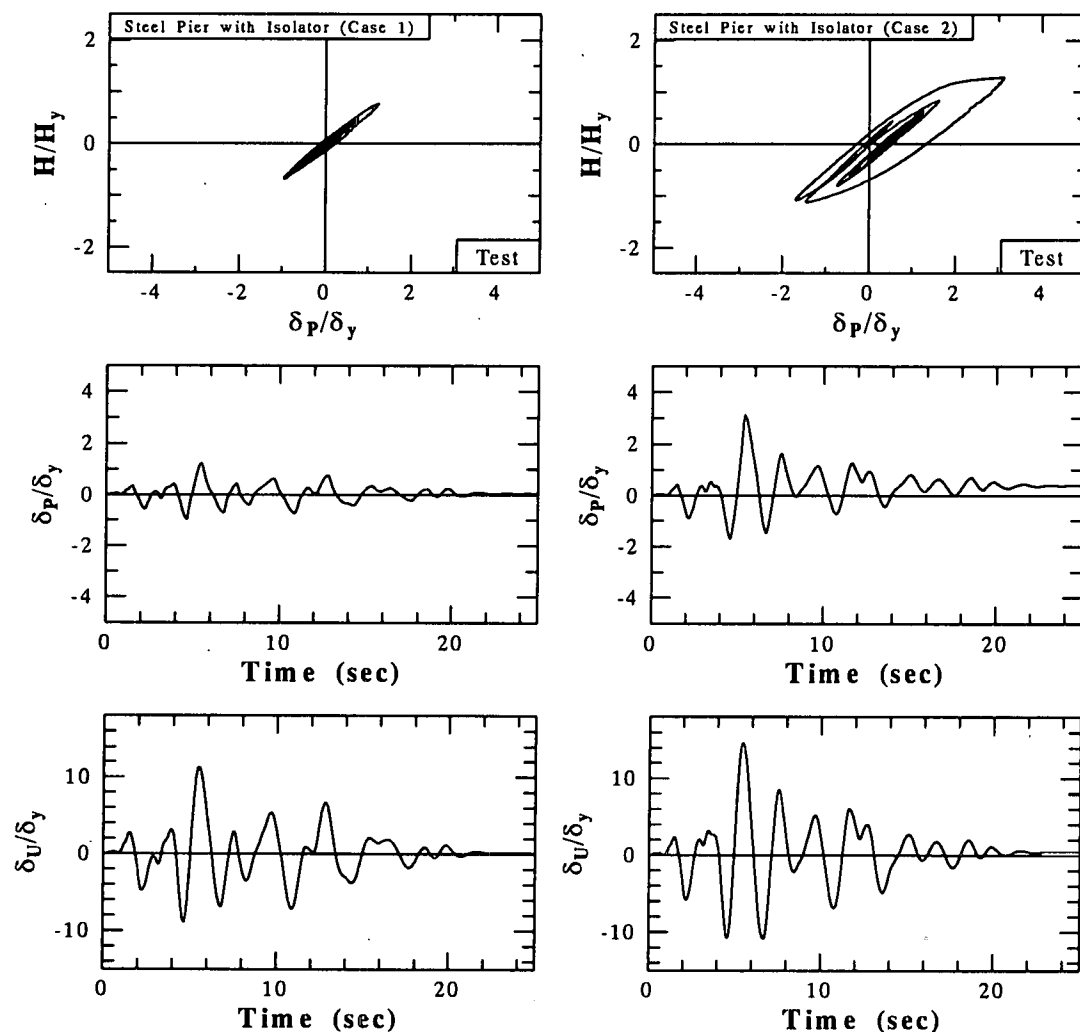 Steel Pier with Isolator (Case 1)
2
0
-2
H/Hy
Test
-4 -2 0 2 4
δP/δy
Steel Pier with Isolator (Case 2)
2
0
-2
H/Hy
Test
-4 -2 0 2 4
δP/δy
4
2
0
-2
-4
δP/δy
0 10 20
Time (sec)
4
2
0
-2
-4
δP/δy
0 10 20
Time (sec)
10
0
-10
δU/δy
0 10 20
Time (sec)
10
0
-10
δU/δy
0 10 20
Time (sec)